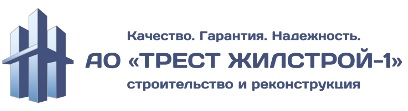 Качество. Гарантия. Надежность.
АО «ТРЕСТ ЖИЛСТРОЙ-1»
строительство и реконструкция